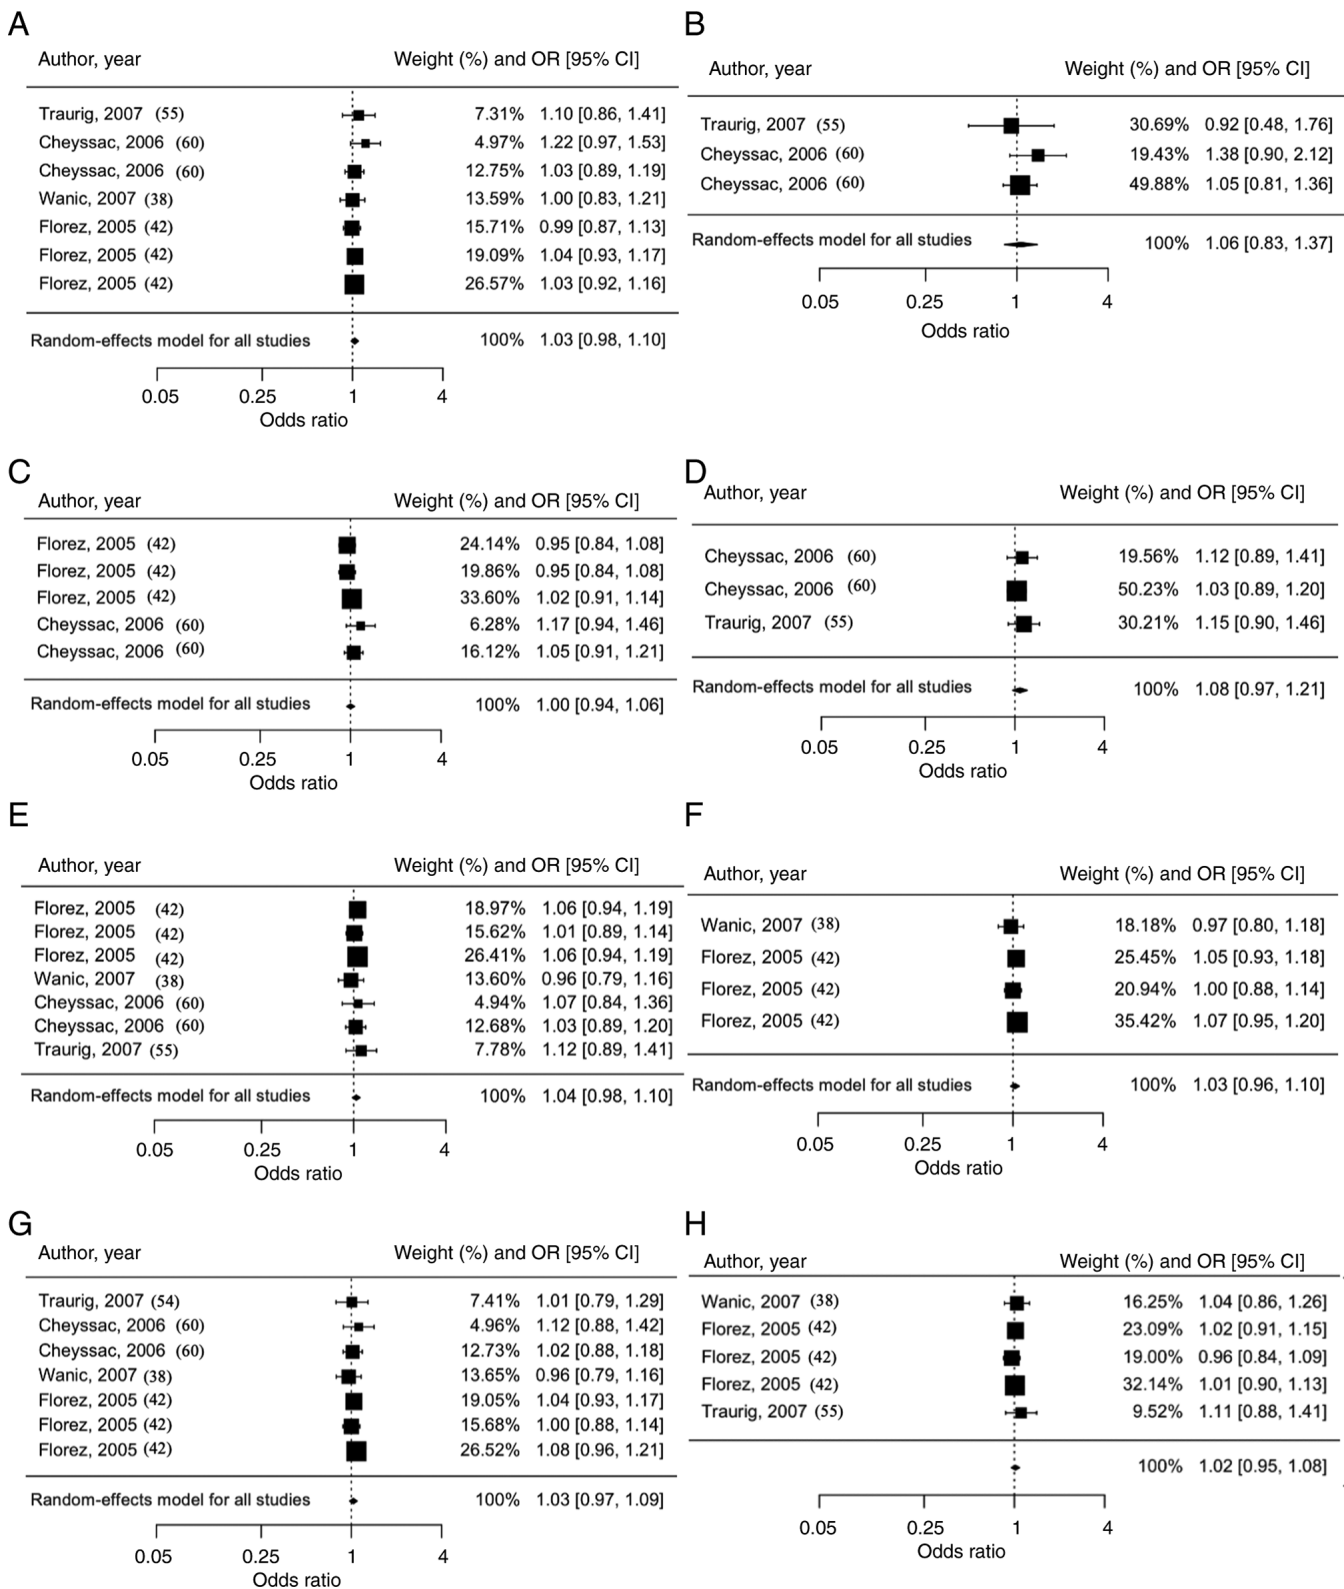 A
Author, year Weight (%) and OR [95% CI]
Traurig, 2007 (55) 7.31% 1.10 [0.86, 1.41]
Cheyssac, 2006 (60) 4.97% 1.22 [0.97, 1.53]
Cheyssac, 2006 (60) 12.75% 1.03 [0.89, 1.19]
Wanic, 2007 (38) 13.59% 1.00 [0.83, 1.21]
Florez, 2005 (42) 15.71% 0.99 [0.87, 1.13]
Florez, 2005 (42) 19.09% 1.04 [0.93, 1.17]
Florez, 2005 (42) 26.57% 1.03 [0.92, 1.16]
Random-effects model for all studies 100% 1.03 [0.98, 1.10]
0.05 0.25 1 4
Odds ratio
B
Author, year Weight (%) and OR [95% CI]
Traurig, 2007 (55) 30.69% 0.92 [0.48, 1.76]
Cheyssac, 2006 (60) 19.43% 1.38 [0.90, 2.12]
Cheyssac, 2006 (60) 49.88% 1.05 [0.81, 1.36]
Random-effects model for all studies 100% 1.06 [0.83, 1.37]
0.05 0.25 1 4
Odds ratio
C
Author, year Weight (%) and OR [95% CI]
Florez, 2005 (42) 24.14% 0.95 [0.84, 1.08]
Florez, 2005 (42) 19.86% 0.95 [0.84, 1.08]
Florez, 2005 (42) 33.60% 1.02 [0.91, 1.14]
Cheyssac, 2006 (60) 6.28% 1.17 [0.94, 1.46]
Cheyssac, 2006 (60) 16.12% 1.05 [0.91, 1.21]
Random-effects model for all studies 100% 1.00 [0.94, 1.06]
0.05 0.25 1 4
Odds ratio
D
Author, year Weight (%) and OR [95% CI]
Cheyssac, 2006 (60) 19.56% 1.12 [0.89, 1.41]
Cheyssac, 2006 (60) 50.23% 1.03 [0.89, 1.20]
Traurig, 2007 (55) 30.21% 1.15 [0.90, 1.46]
Random-effects model for all studies 100% 1.08 [0.97, 1.21]
0.05 0.25 1 4
Odds ratio
E
Author, year Weight (%) and OR [95% CI]
Florez, 2005 (42) 18.97% 1.06 [0.94, 1.19]
Florez, 2005 (42) 15.62% 1.01 [0.89, 1.14]
Florez, 2005 (42) 26.41% 1.06 [0.94, 1.19]
Wanic, 2007 (38) 13.60% 0.96 [0.79, 1.16]
Cheyssac, 2006 (60) 4.94% 1.07 [0.84, 1.36]
Cheyssac, 2006 (60) 12.68% 1.03 [0.89, 1.20]
Traurig, 2007 (55) 7.78% 1.12 [0.89, 1.41]
Random-effects model for all studies 100% 1.04 [0.98, 1.10]
0.05 0.25 1 4
Odds ratio
F
Author, year Weight (%) and OR [95% CI]
Wanic, 2007 (38) 18.18% 0.97 [0.80, 1.18]
Florez, 2005 (42) 25.45% 1.05 [0.93, 1.18]
Florez, 2005 (42) 20.94% 1.00 [0.88, 1.14]
Florez, 2005 (42) 35.42% 1.07 [0.95, 1.20]
Random-effects model for all studies 100% 1.03 [0.96, 1.10]
0.05 0.25 1 4
Odds ratio
G
Author, year Weight (%) and OR [95% CI]
Traurig, 2007 (54) 7.41% 1.01 [0.79, 1.29]
Cheyssac, 2006 (60) 4.96% 1.12 [0.88, 1.42]
Cheyssac, 2006 (60) 12.73% 1.02 [0.88, 1.18]
Wanic, 2007 (38) 13.65% 0.96 [0.79, 1.16]
Florez, 2005 (42) 19.05% 1.04 [0.93, 1.17]
Florez, 2005 (42) 15.68% 1.00 [0.88, 1.14]
Florez, 2005 (42) 26.52% 1.08 [0.96, 1.21]
Random-effects model for all studies 100% 1.03 [0.97, 1.09]
0.05 0.25 1 4
Odds ratio
H
Author, year Weight (%) and OR [95% CI]
Wanic, 2007 (38) 16.25% 1.04 [0.86, 1.26]
Florez, 2005 (42) 23.09% 1.02 [0.91, 1.15]
Florez, 2005 (42) 19.00% 0.96 [0.84, 1.09]
Florez, 2005 (42) 32.14% 1.01 [0.90, 1.13]
Traurig, 2007 (55) 9.52% 1.11 [0.88, 1.41]
100% 1.02 [0.95, 1.08]
0.05 0.25 1 4
Odds ratio